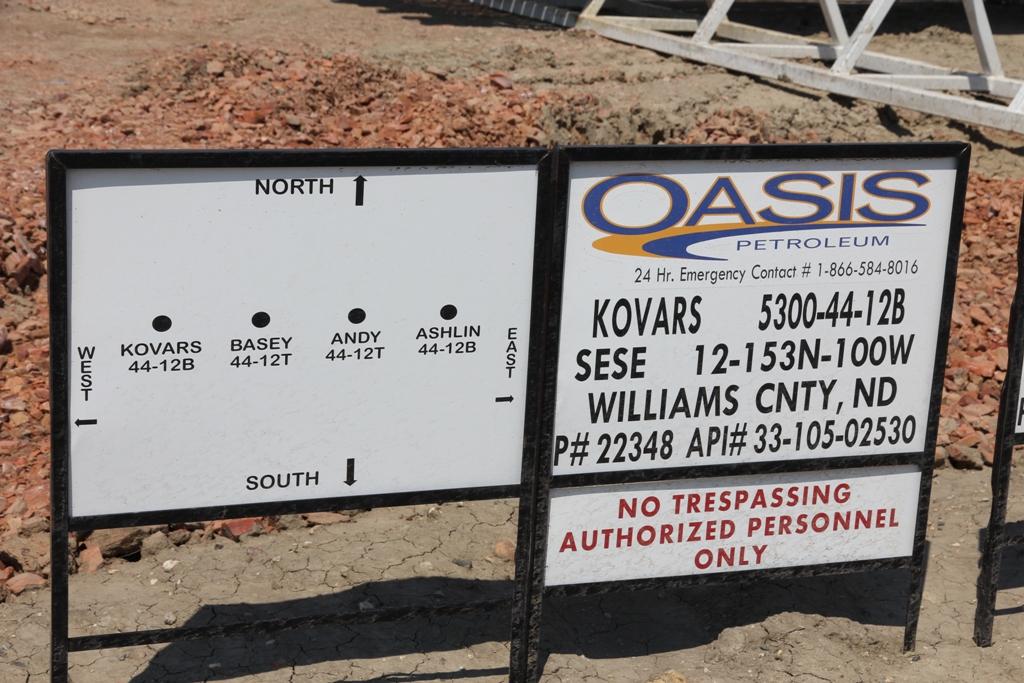 NORTH
KOVARS
44-12B
BASEY
44-12T
ANDY
44-12T
ASHLIN
44-12B
WEST
EAST
SOUTH
OASIS
PETROLEUM
24 Hr. Emergency Contact # 1-866-584-8016
KOVARS 5300-44-12B
SESE 12-153N-100W
WILLIAMS CNTY, ND
P# 22348 API# 33-105-02530
NO TRESPASSING
AUTHORIZED PERSONNEL
ONLY